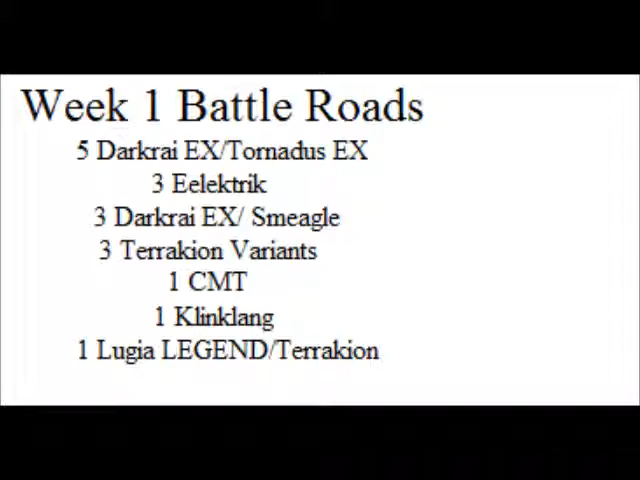 Week 1 Battle Roads
5 Darkrai EX/Tornadus EX
3 Eelektrik
3 Darkrai EX/ Smeagle
3 Terrakion Variants
1 CMT
1 Klinklang
1 Lugia LEGEND/Terrakion